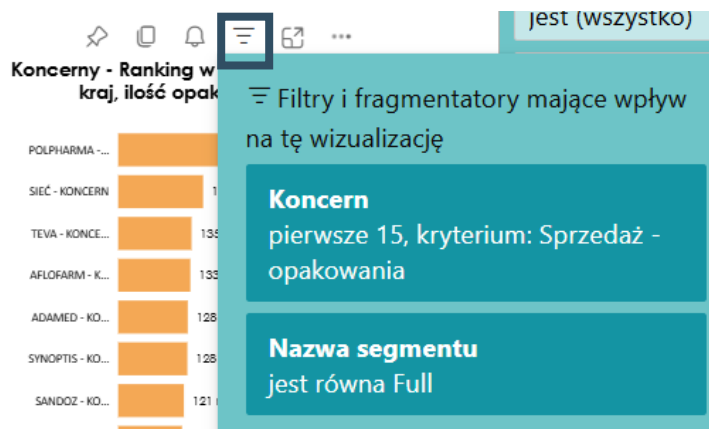 jest (wszystko)
Koncerny - Ranking w
kraj, ilość opak
Filtry i fragmentatory mające wpływ
na tę wizualizację
POLPHARMA -...
SIEĆ - KONCERN
1
TEVA - KONCE...
135
AFLOFARM - K...
133
ADAMED - KO...
128
SYNOPTIS - KO...
128
SANDOZ - KO...
121
Koncern
pierwsze 15, kryterium: Sprzedaż -
opakowania
Nazwa segmentu
jest równa Full